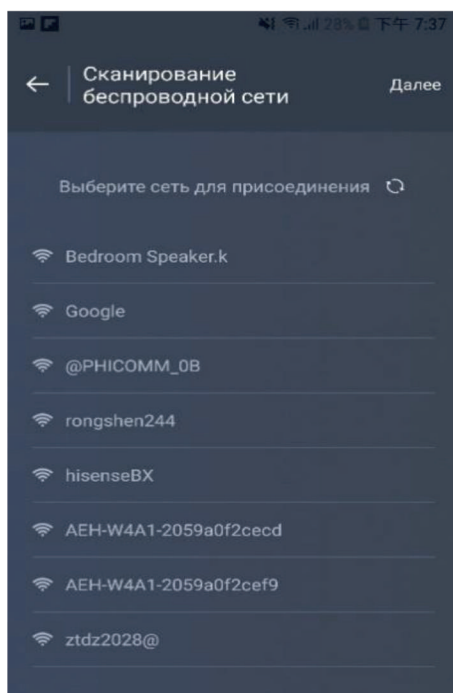 28% 下午 7:37
Сканирование
беспроводной сети
Далее
Выберите сеть для присоединения
Bedroom Speaker.k
Google
@PHICOMM_0B
rongshen244
hisenseBX
AEH-W4A1-2059a0f2cecd
AEH-W4A1-2059a0f2cef9
ztdz2028@